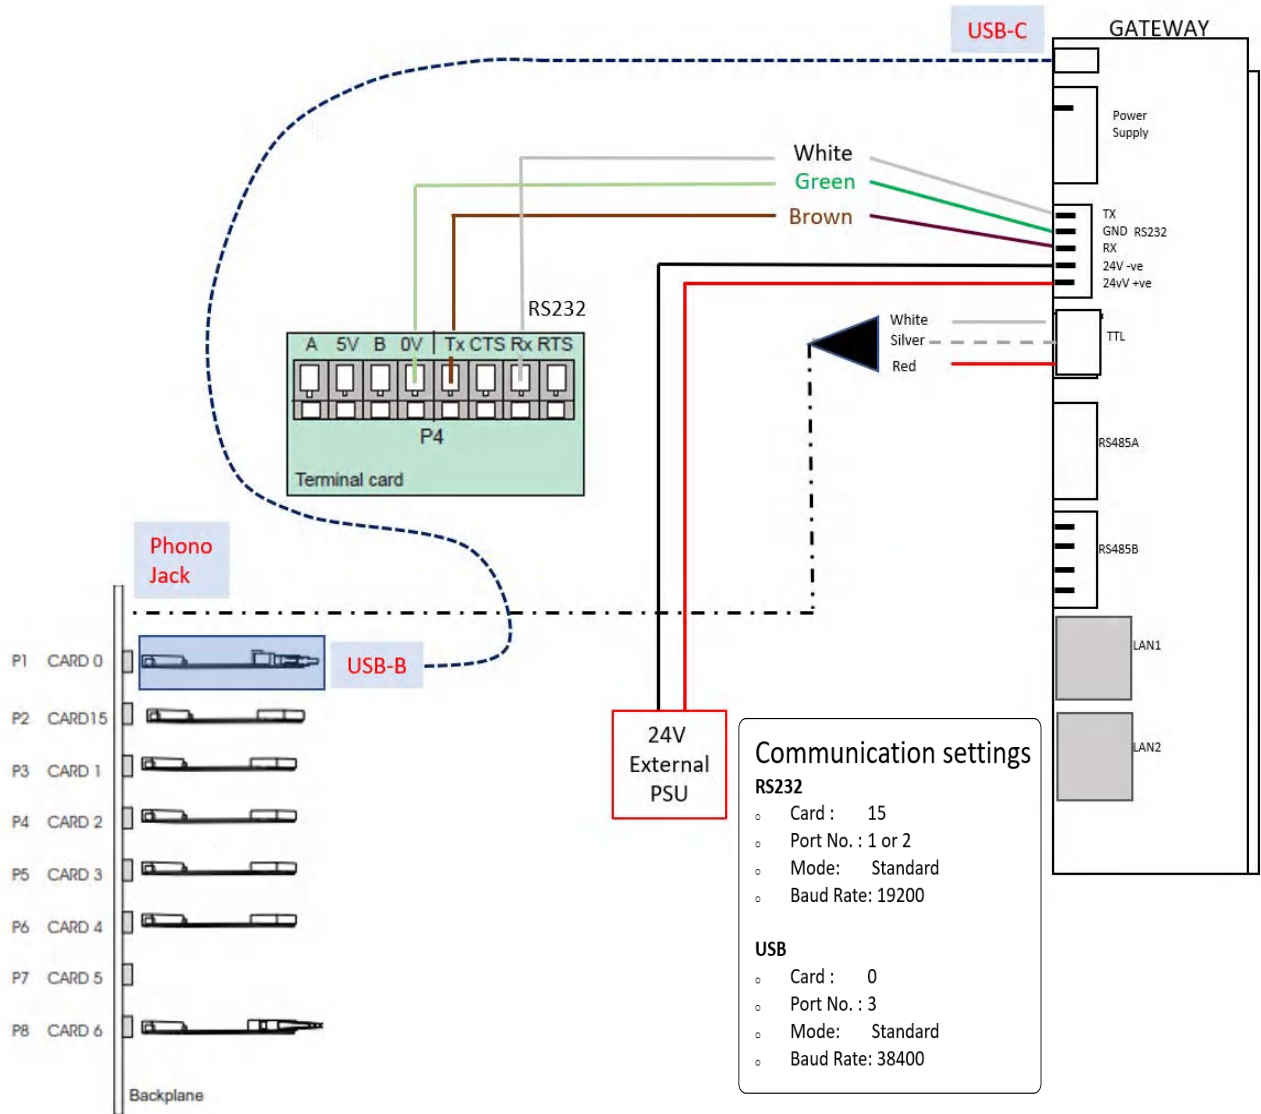 USB-C
GATEWAY
Power
Supply
White
Green
Brown
TX
GND RS232
RX
24V -ve
24vV +ve
RS232
A 5V B 0V Tx CTS Rx RTS
P4
Terminal card
White
Silver
Red
TTL
RS485A
RS485B
LAN1
LAN2
Phono
Jack
P1 CARD 0
USB-B
P2 CARD15
P3 CARD 1
P4 CARD 2
P5 CARD 3
P6 CARD 4
P7 CARD 5
P8 CARD 6
Backplane
24V
External
PSU
Communication settings
RS232
Card : 15
Port No. : 1 or 2
Mode: Standard
Baud Rate: 19200
USB
Card : 0
Port No. : 3
Mode: Standard
Baud Rate: 38400